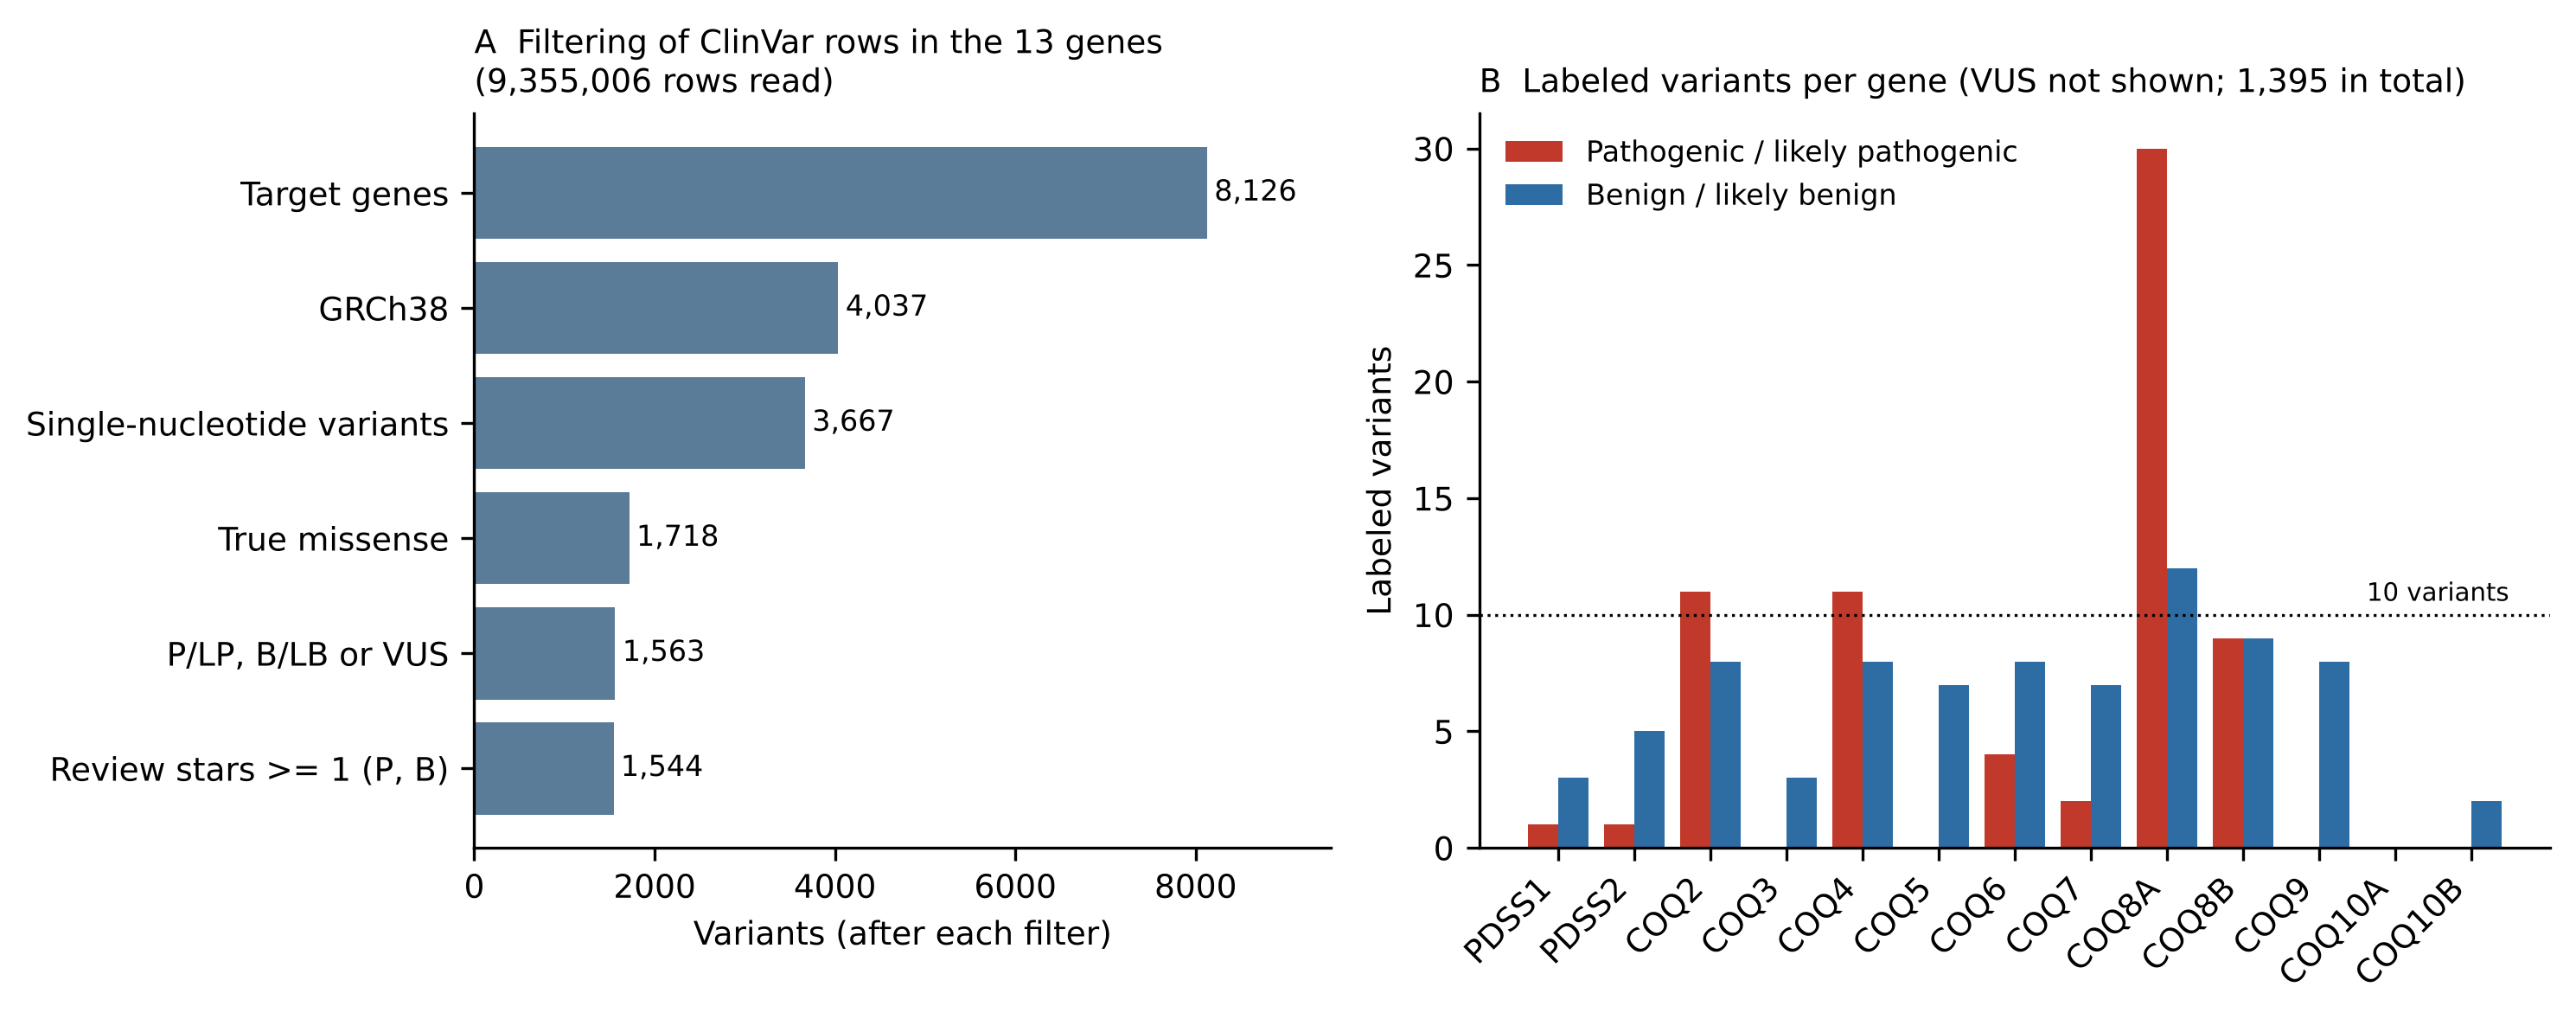 A  Filtering of ClinVar rows in the 13 genes
(9,355,006 rows read)
Target genes
8,126
GRCh38
4,037
Single-nucleotide variants
3,667
True missense
1,718
P/LP, B/LB or VUS
1,563
Review stars >= 1 (P, B)
1,544
0 2000 4000 6000 8000
Variants (after each filter)
B  Labeled variants per gene (VUS not shown; 1,395 in total)
Pathogenic / likely pathogenic
Benign / likely benign
Labeled variants
30
25
20
15
10
5
0
10 variants
PDSS1 PDSS2 COQ2 COQ3 COQ4 COQ5 COQ6 COQ7 COQ8A COQ8B COQ9 COQ10A COQ10B